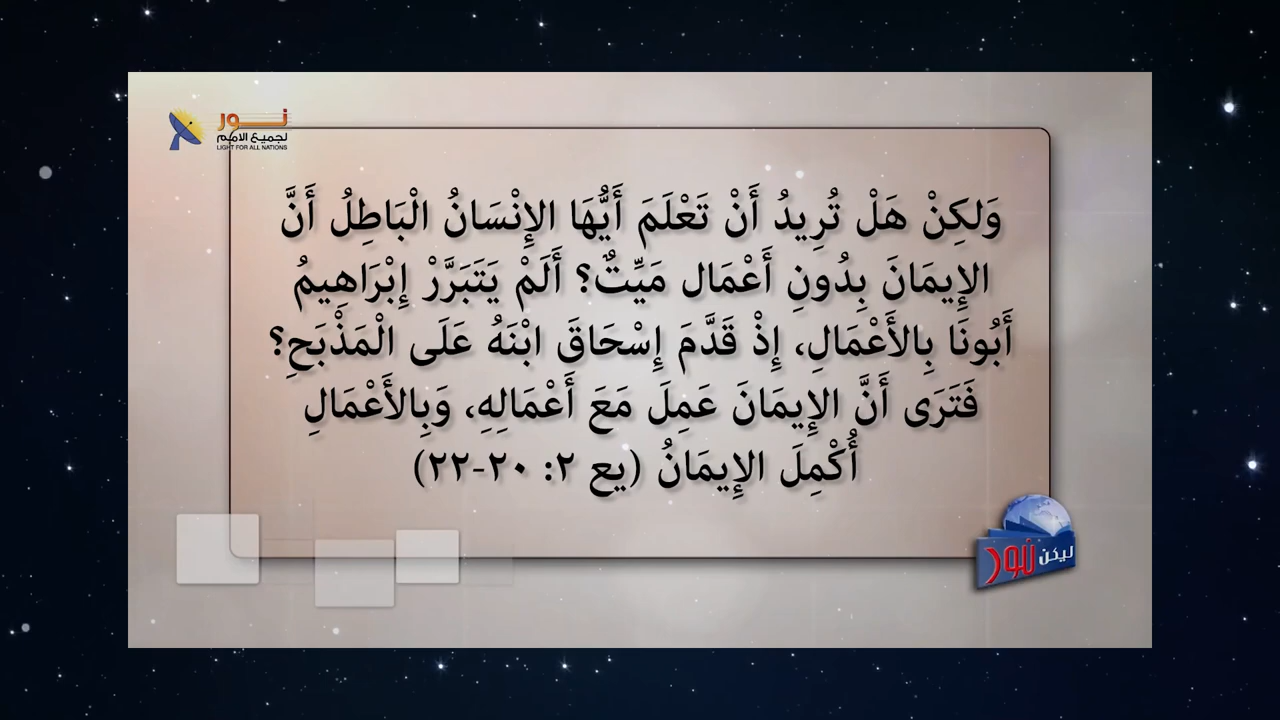 نور
لجميع الامم
LIGHT FOR ALL NATIONS
وَلكِنْ هَلْ تُرِيدُ أَنْ تَعْلَمَ أَيُّهَا الإِنْسَانُ الْبَاطِلُ أَنَّ
الإِيمَانَ بِدُونِ أَعْمَال مَيِّتٌ؟ أَلَمْ يَتَبَرَّرْ إِبْرَاهِيمُ
أَبُونَا بِالأَعْمَالِ، إِذْ قَدَّمَ إِسْحَاقَ ابْنَهُ عَلَى الْمَذْبَحِ؟
فَتَرَى أَنَّ الإِيمَانَ عَمِلَ مَعَ أَعْمَالِهِ، وَبِالأَعْمَالِ
أُكْمِلَ الإِيمَانُ (يع ٢: ٢٠-٢٢)
ليكن نور